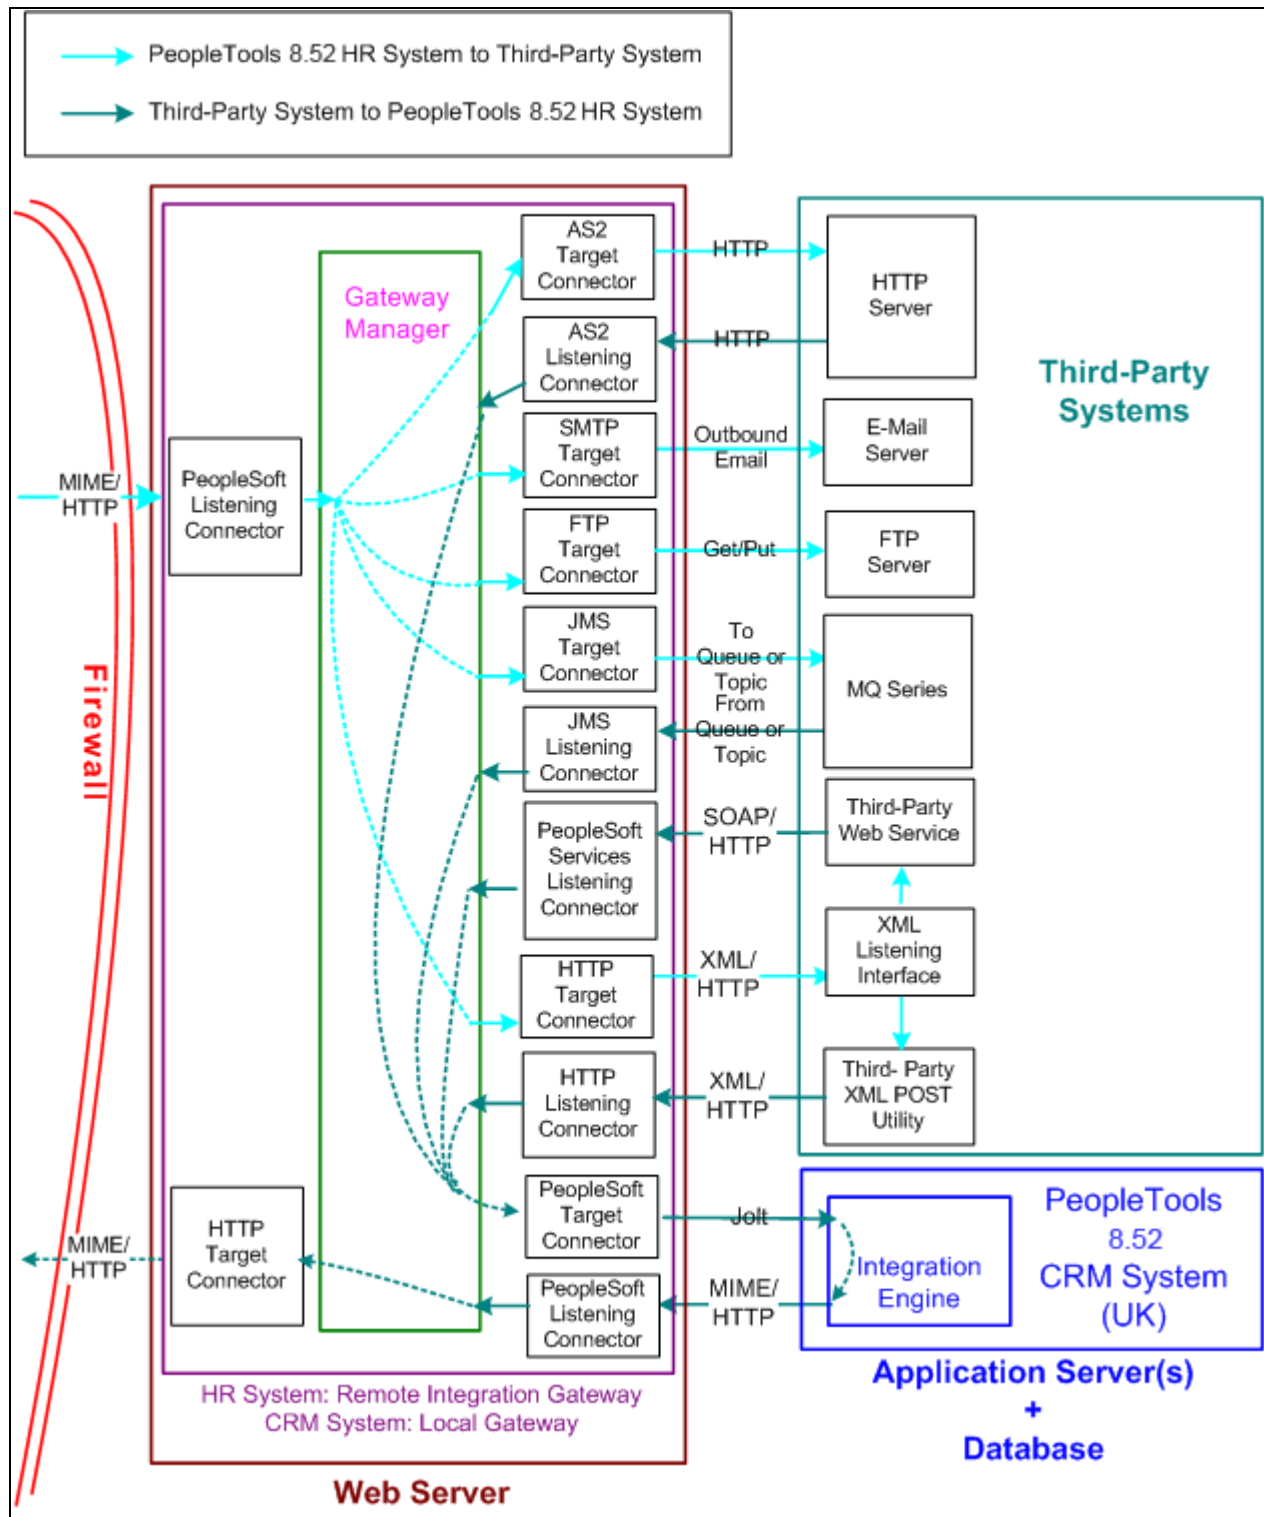 PeopleTools 8.52 HR System to Third-Party System
Third-Party System to PeopleTools 8.52 HR System
Firewall
MIME/
HTTP
PeopleSoft
Listening
Connector
Gateway
Manager
AS2
Target
Connector
HTTP
HTTP
Server
AS2
Listening
Connector
HTTP
Third-Party
Systems
SMTP
Target
Connector
Outbound
Email
E-Mail
Server
FTP
Target
Connector
Get/Put
FTP
Server
JMS
Target
Connector
To
Queue or
Topic
From
Queue or
Topic
MQ Series
JMS
Listening
Connector
PeopleSoft
Services
Listening
Connector
SOAP/
HTTP
Third-Party
Web Service
XML
Listening
Interface
HTTP
Target
Connector
XML/
HTTP
HTTP
Listening
Connector
XML/
HTTP
Third- Party
XML POST
Utility
PeopleSoft
Target
Connector
Jolt
Integration
Engine
PeopleTools
8.52
CRM System
(UK)
MIME/
HTTP
HTTP
Target
Connector
PeopleSoft
Listening
Connector
MIME/
HTTP
HR System: Remote Integration Gateway
CRM System: Local Gateway
Application Server(s)
+
Database
Web Server